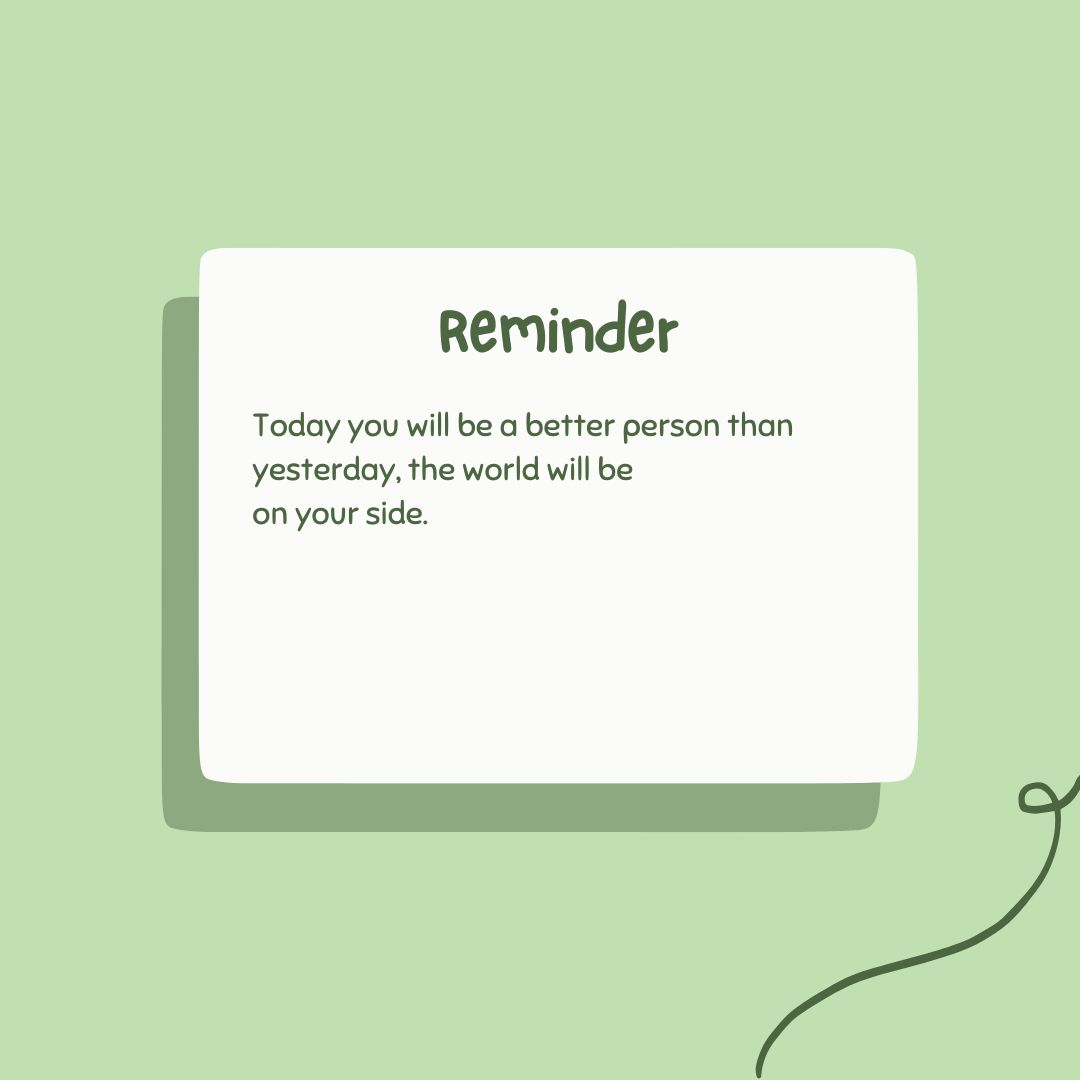 Reminder
Today you will be a better person than
yesterday, the world will be
on your side.